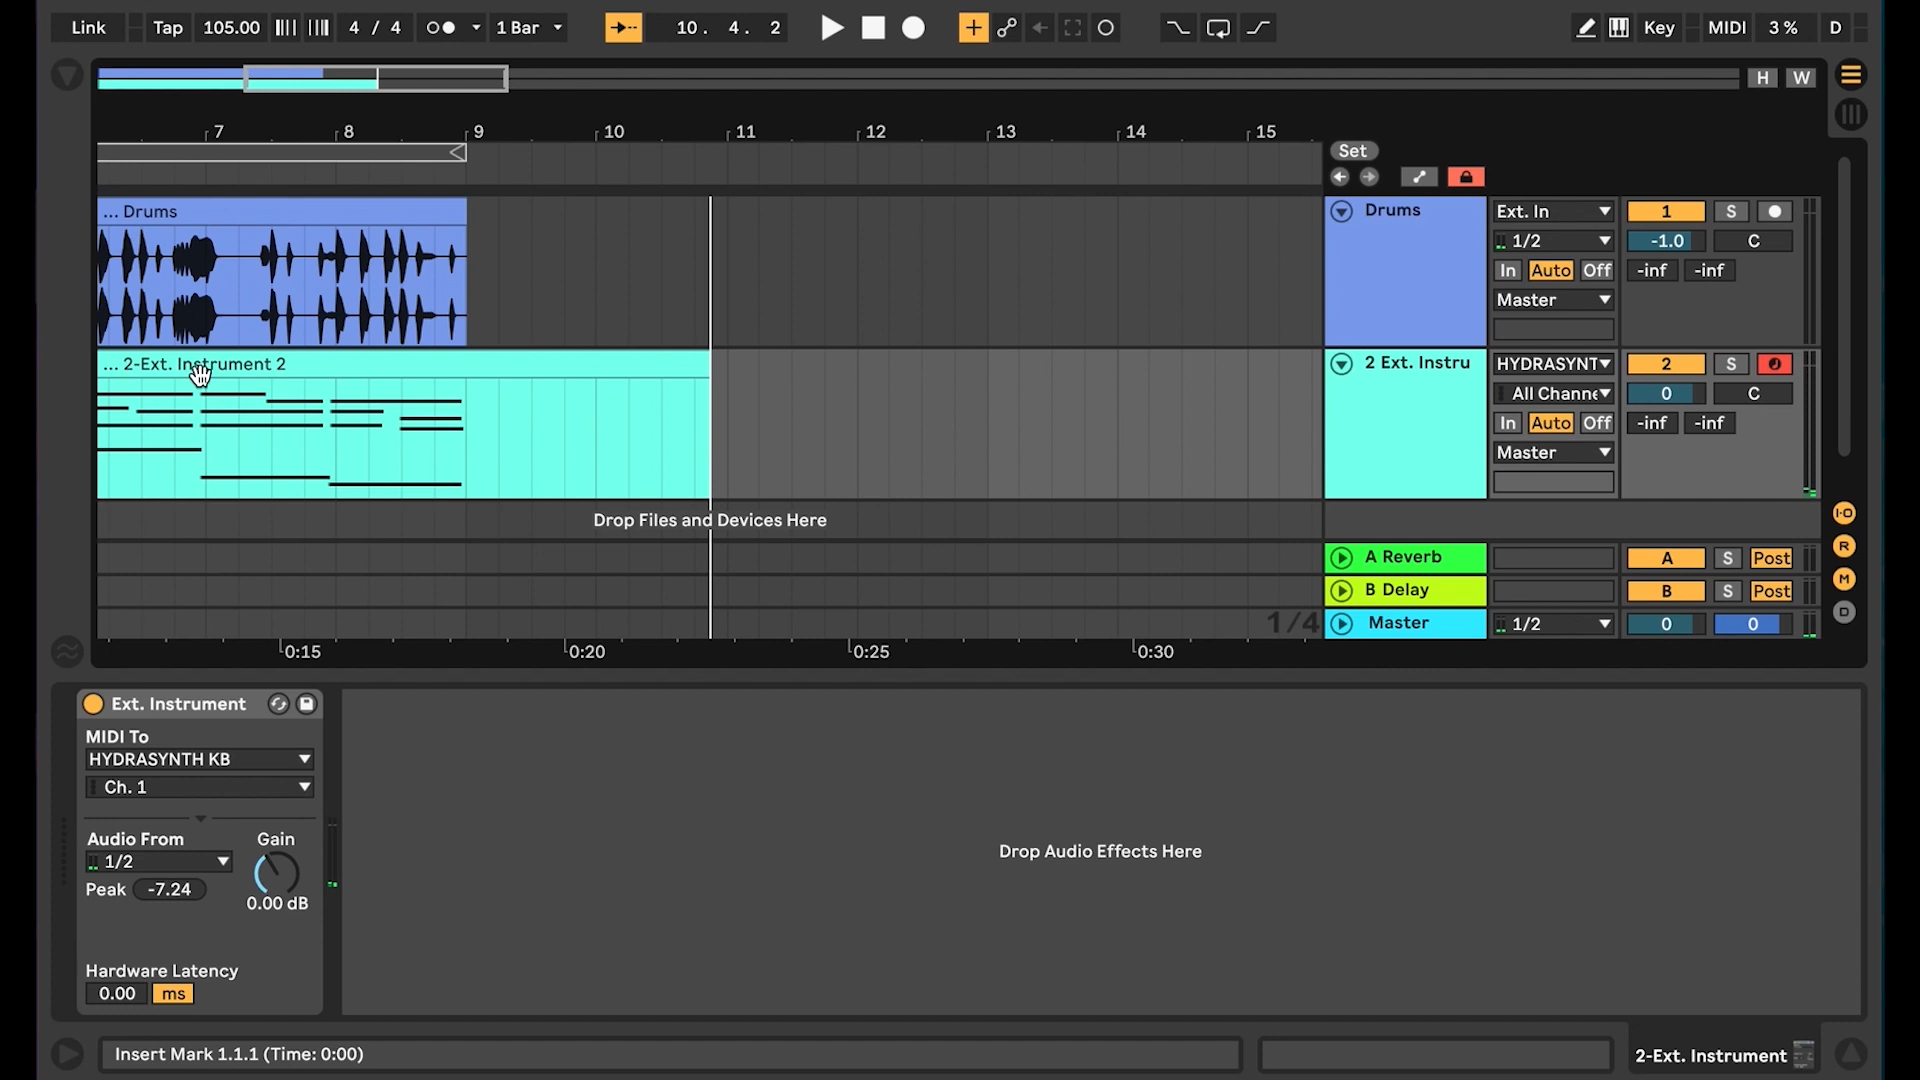 Link Tap 105.00 4 / 4 1 Bar 10. 4. 2 Key MIDI 3 % D
H W
7 8 9 10 11 12 13 14 15
Set
... Drums
Drums Ext. In 1 S
1/2 -1.0 C
In Auto Off -inf -inf
Master
... 2-Ext. Instrument 2
2 Ext. Instru HYDRASYNT 2 S
All Channe 0 C
In Auto Off -inf -inf
Master
Drop Files and Devices Here
I·O
R
A Reverb A S Post
M
B Delay B S Post
D
1/4 Master 1/2 0 0
0:15 0:20 0:25 0:30
Ext. Instrument
MIDI To
HYDRASYNTH KB
Ch. 1
Audio From Gain
1/2
Peak -7.24
0.00 dB
Drop Audio Effects Here
Hardware Latency
0.00 ms
Insert Mark 1.1.1 (Time: 0:00)
2-Ext. Instrument